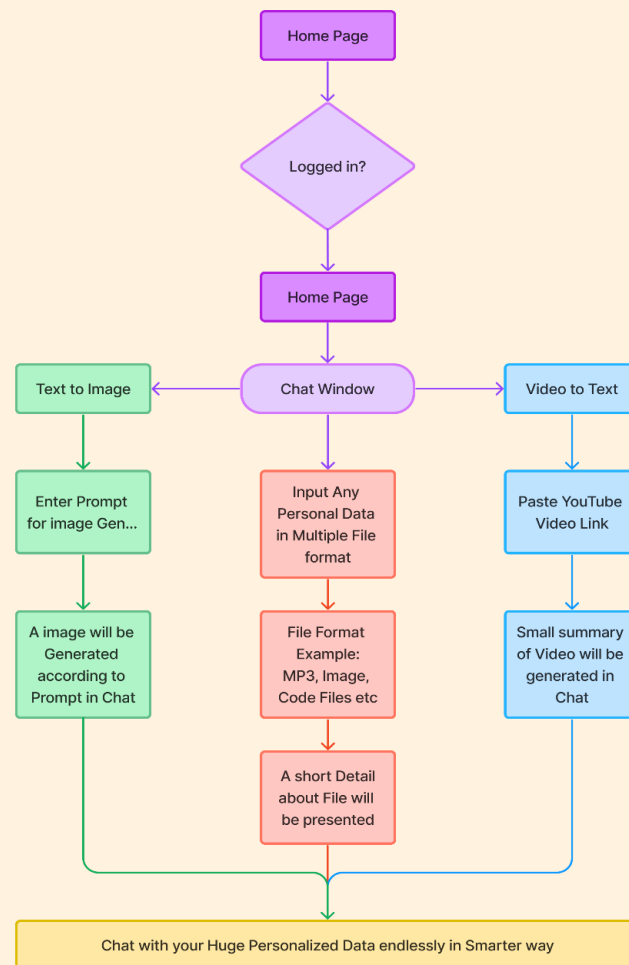 Home Page
Logged in?
Home Page
Text to Image
Chat Window
Video to Text
Enter Prompt
for image Gen...
Input Any
Personal Data
in Multiple File
format
Paste YouTube
Video Link
A image will be
Generated
according to
Prompt in Chat
File Format
Example:
MP3, Image,
Code Files etc
Small summary
of Video will be
generated in
Chat
A short Detail
about File will
be presented
Chat with your Huge Personalized Data endlessly in Smarter way